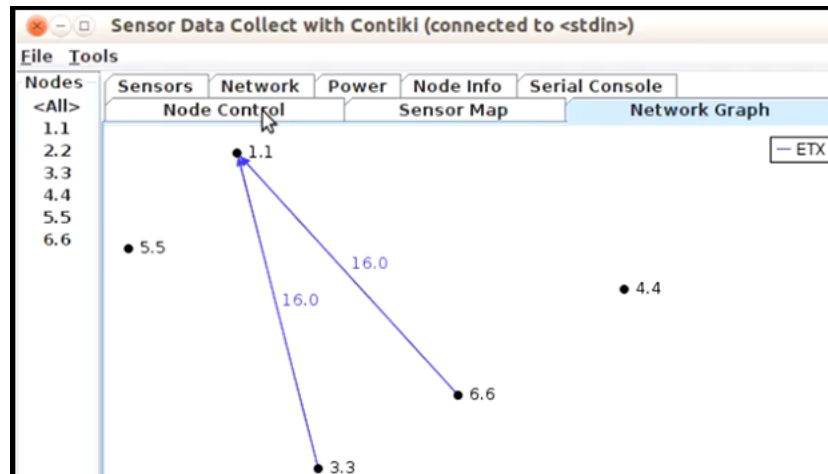 Sensor Data Collect with Contiki (connected to <stdin>)
File Tools
Nodes
<All>
1.1
2.2
3.3
4.4
5.5
6.6
Sensors Network Power Node Info Serial Console
Node Control Sensor Map Network Graph
ETX
1.1
5.5
16.0
4.4
16.0
6.6
3.3